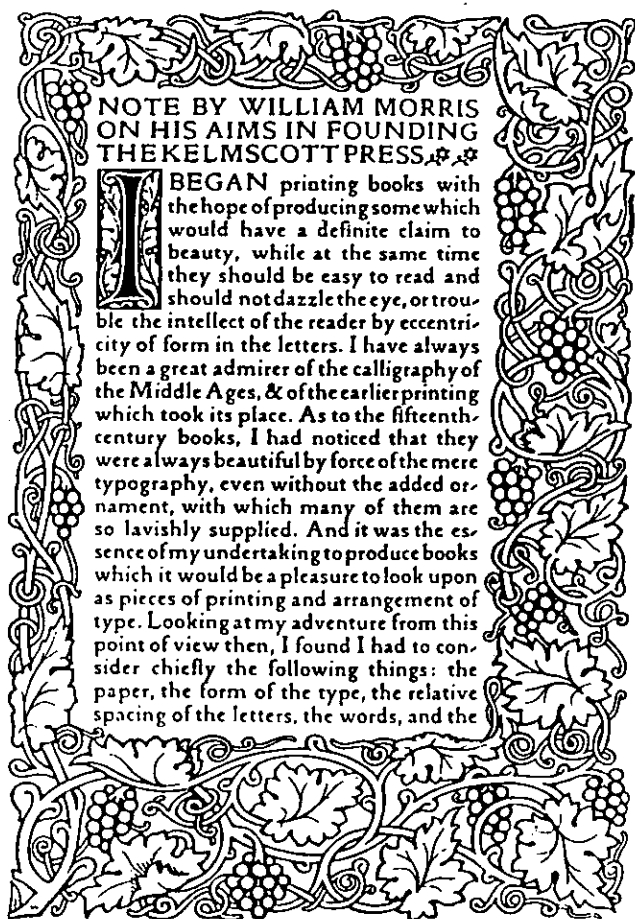 NOTE BY WILLIAM MORRIS
ON HIS AIMS IN FOUNDING
THE KELMSCOTT PRESS
I BEGAN printing books with
the hope of producing some which
would have a definite claim to
beauty, while at the same time
they should be easy to read and
should not dazzle the eye, or trou-
ble the intellect of the reader by eccentri-
city of form in the letters. I have always
been a great admirer of the calligraphy of
the Middle Ages, & of the earlier printing
which took its place. As to the fifteenth-
century books, I had noticed that they
were always beautiful by force of the mere
typography, even without the added or-
nament, with which many of them are
so lavishly supplied. And it was the es-
sence of my undertaking to produce books
which it would be a pleasure to look upon
as pieces of printing and arrangement of
type. Looking at my adventure from this
point of view then, I found I had to con-
sider chiefly the following things: the
paper, the form of the type, the relative
spacing of the letters, the words, and the